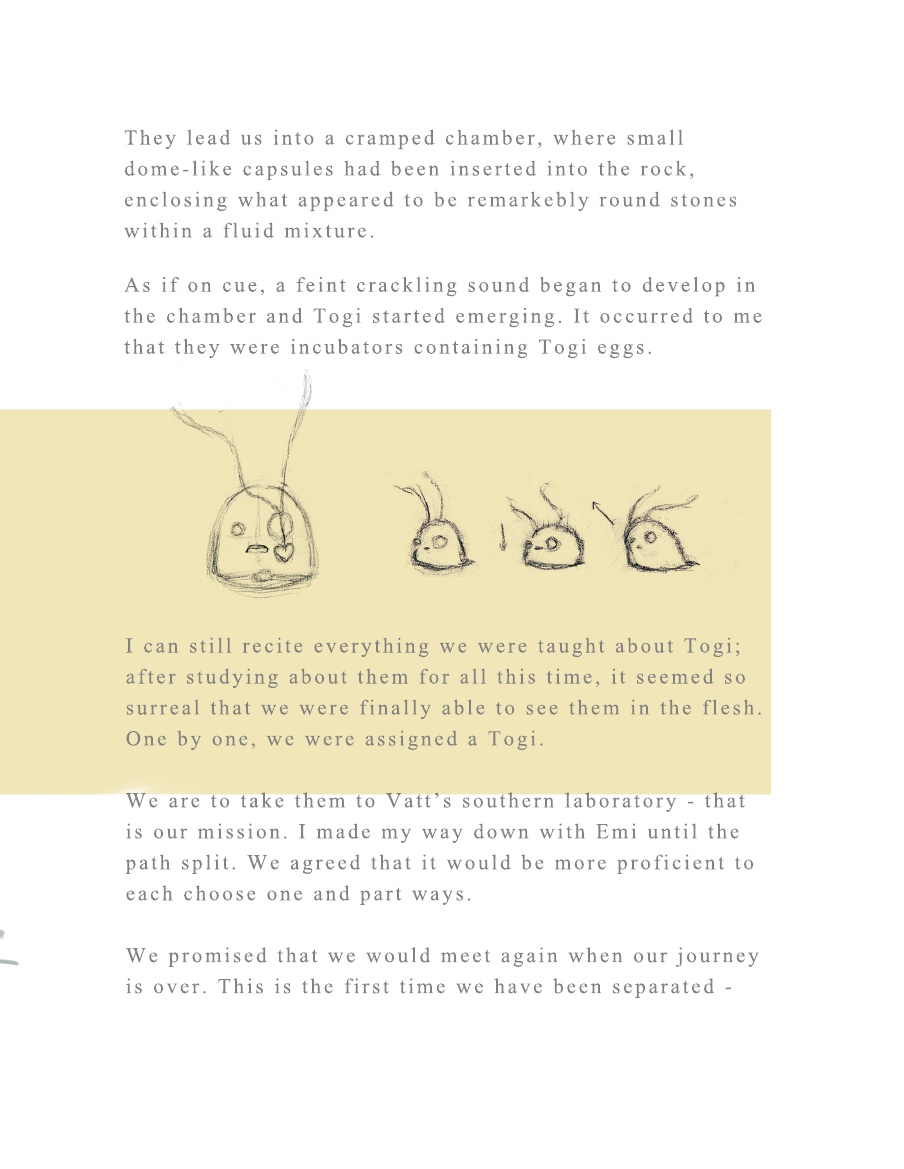 They lead us into a cramped chamber, where small
dome-like capsules had been inserted into the rock,
enclosing what appeared to be remarkebly round stones
within a fluid mixture.
As if on cue, a feint crackling sound began to develop in
the chamber and Togi started emerging. It occurred to me
that they were incubators containing Togi eggs.
I can still recite everything we were taught about Togi;
after studying about them for all this time, it seemed so
surreal that we were finally able to see them in the flesh.
One by one, we were assigned a Togi.
We are to take them to Vatt’s southern laboratory - that
is our mission. I made my way down with Emi until the
path split. We agreed that it would be more proficient to
each choose one and part ways.
We promised that we would meet again when our journey
is over. This is the first time we have been separated -